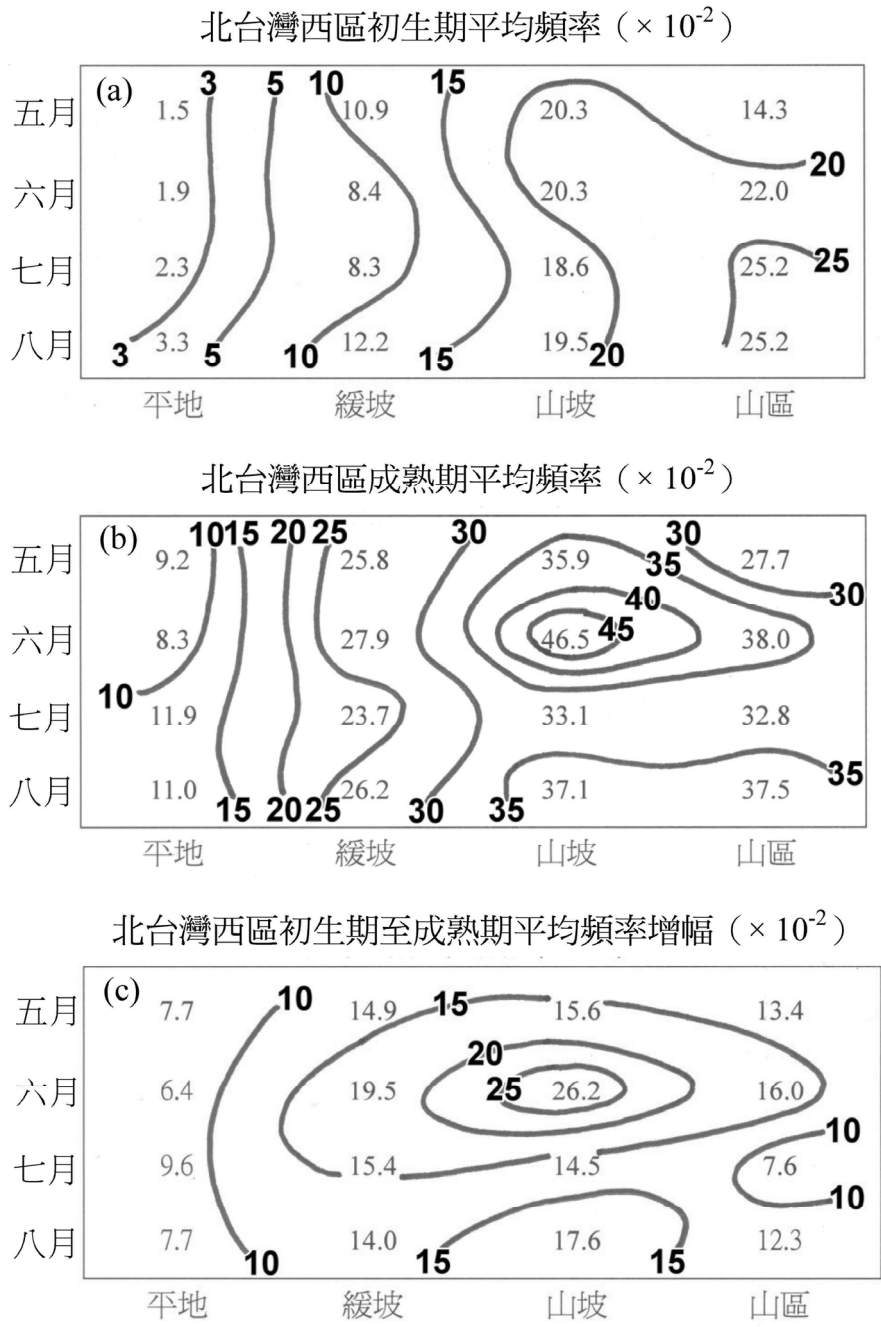 北台灣西區初生期平均頻率（× 10⁻²）
(a) 3 5 10 15
五月 1.5 10.9 20.3 14.3
20
六月 1.9 8.4 20.3 22.0
七月 2.3 8.3 18.6 25.2 25
八月 3 3.3 5 10 12.2 15 19.5 20 25.2
平地 緩坡 山坡 山區
北台灣西區成熟期平均頻率（× 10⁻²）
(b) 10 15 20 25 30 30
五月 9.2 25.8 35.9 35 27.7
40 30
六月 8.3 27.9 46.5 45 38.0
10
七月 11.9 23.7 33.1 32.8
35
八月 11.0 26.2 37.1 37.5
15 20 25 30 35
平地 緩坡 山坡 山區
北台灣西區初生期至成熟期平均頻率增幅（× 10⁻²）
(c) 10 15
五月 7.7 14.9 15.6 13.4
20
六月 6.4 19.5 25 26.2 16.0
10
七月 9.6 15.4 14.5 7.6
10
八月 7.7 14.0 17.6 12.3
10 15 15
平地 緩坡 山坡 山區